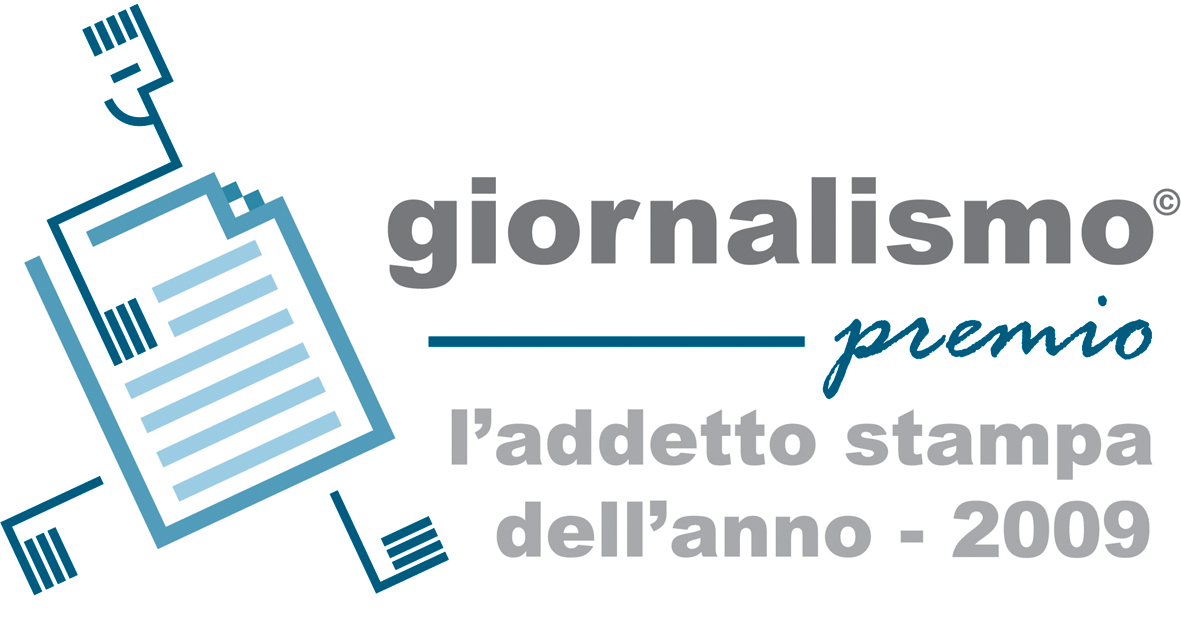 giornalismo©
premio
l'addetto stampa
dell'anno - 2009